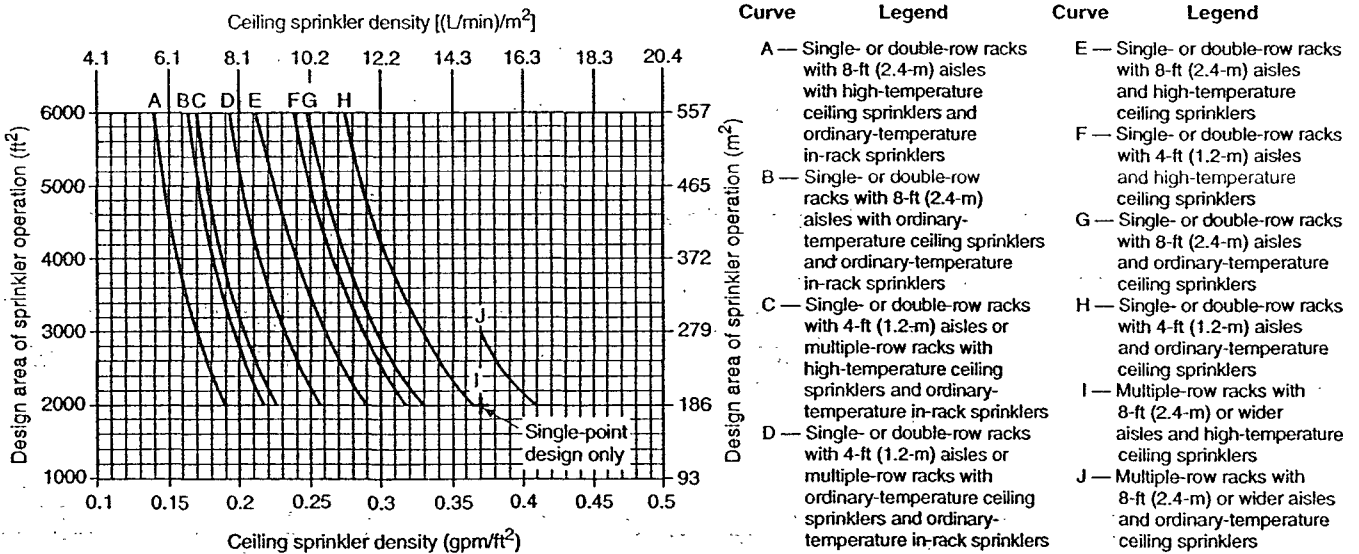 Ceiling sprinkler density [(L/min)/m²]
4.1 6.1 8.1 10.2 12.2 14.3 16.3 18.3 20.4
A B C D E F G H
6000
5000
4000
3000
2000
1000
557
465
372
279
186
93
J
I
Single-point
design only
Design area of sprinkler operation (ft²)
Design area of sprinkler operation (m²)
0.1 0.15 0.2 0.25 0.3 0.35 0.4 0.45 0.5
Ceiling sprinkler density (gpm/ft²)
Curve Legend
A — Single- or double-row racks
with 8-ft (2.4-m) aisles
with high-temperature
ceiling sprinklers and
ordinary-temperature
in-rack sprinklers
B — Single- or double-row
racks with 8-ft (2.4-m)
aisles with ordinary-
temperature ceiling sprinklers
and ordinary-temperature
in-rack sprinklers
C — Single- or double-row racks
with 4-ft (1.2-m) aisles or
multiple-row racks with
high-temperature ceiling
sprinklers and ordinary-
temperature in-rack sprinklers
D — Single- or double-row racks
with 4-ft (1.2-m) aisles or
multiple-row racks with
ordinary-temperature ceiling
sprinklers and ordinary-
temperature in-rack sprinklers
Curve Legend
E — Single- or double-row racks
with 8-ft (2.4-m) aisles
and high-temperature
ceiling sprinklers
F — Single- or double-row racks
with 4-ft (1.2-m) aisles
and high-temperature
ceiling sprinklers
G — Single- or double-row racks
with 8-ft (2.4-m) aisles
and ordinary-temperature
ceiling sprinklers
H — Single- or double-row racks
with 4-ft (1.2-m) aisles
and ordinary-temperature
ceiling sprinklers
I — Multiple-row racks with
8-ft (2.4-m) or wider
aisles and high-temperature
ceiling sprinklers
J — Multiple-row racks with
8-ft (2.4-m) or wider aisles
and ordinary-temperature
ceiling sprinklers